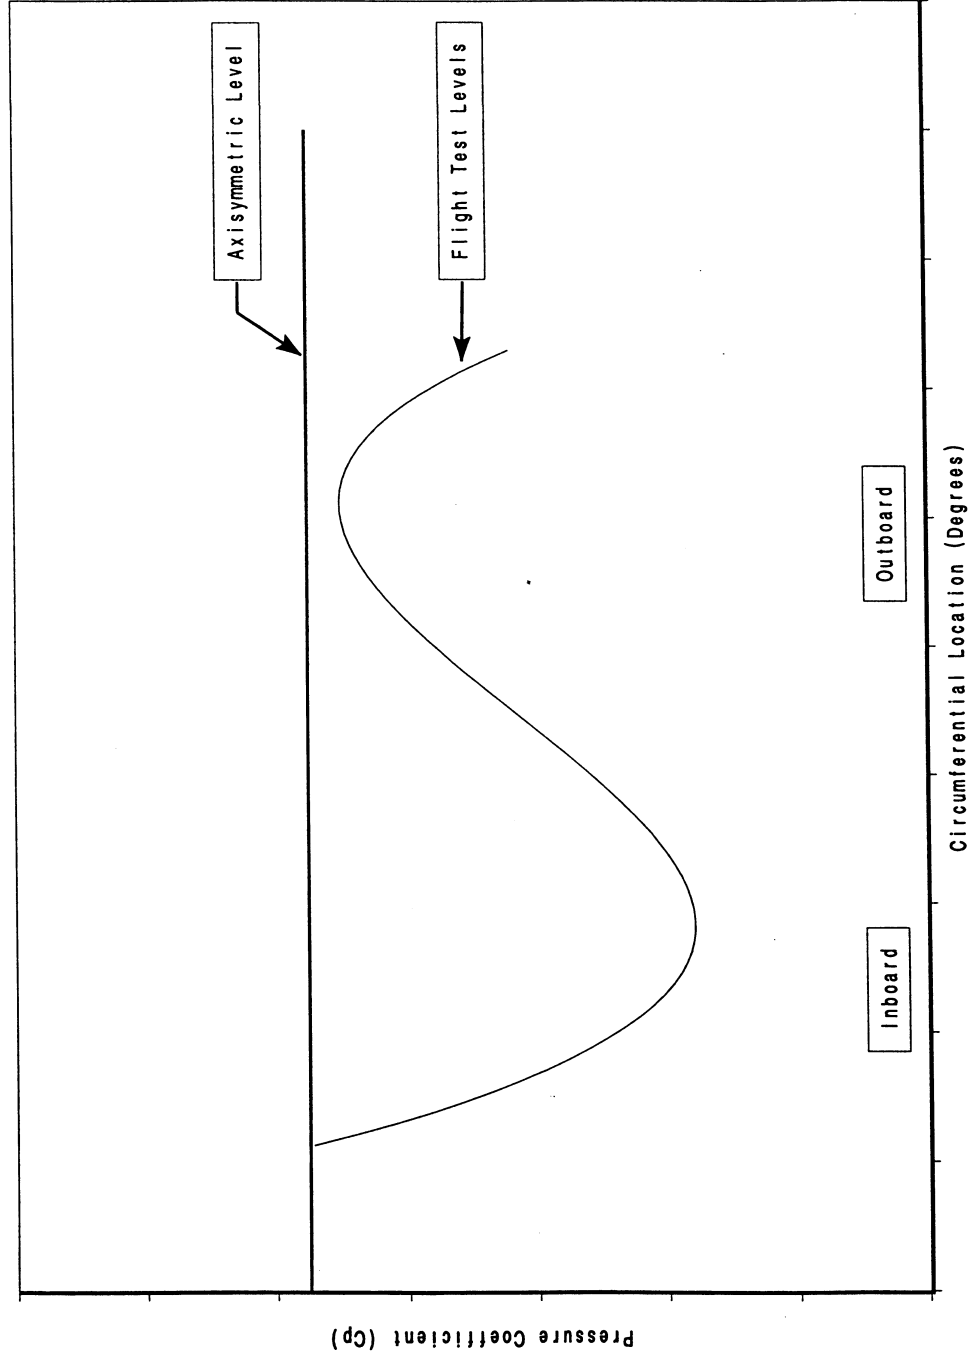 Axisymmetric Level
Flight Test Levels
Outboard
Inboard
Circumferential Location (Degrees)
Pressure Coefficient (Cp)